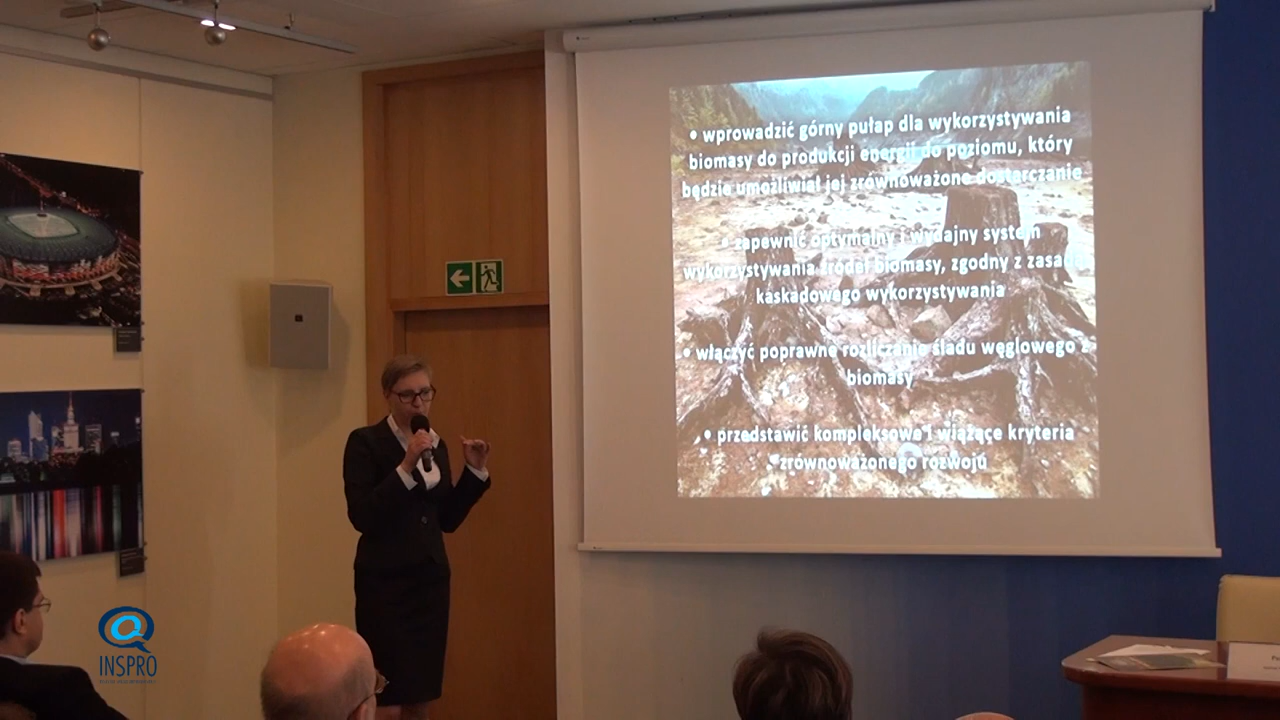 • wprowadzić górny pułap dla wykorzystywania
biomasy do produkcji energii do poziomu, który
będzie umożliwiał jej zrównoważone dostarczanie
• zapewnić optymalny i wydajny system
wykorzystywania źródeł biomasy, zgodny z zasadą
kaskadowego wykorzystywania
• włączyć poprawne rozliczanie śladu węglowego z
biomasy
• przedstawić kompleksowe i wiążące kryteria
zrównoważonego rozwoju
INSPRO